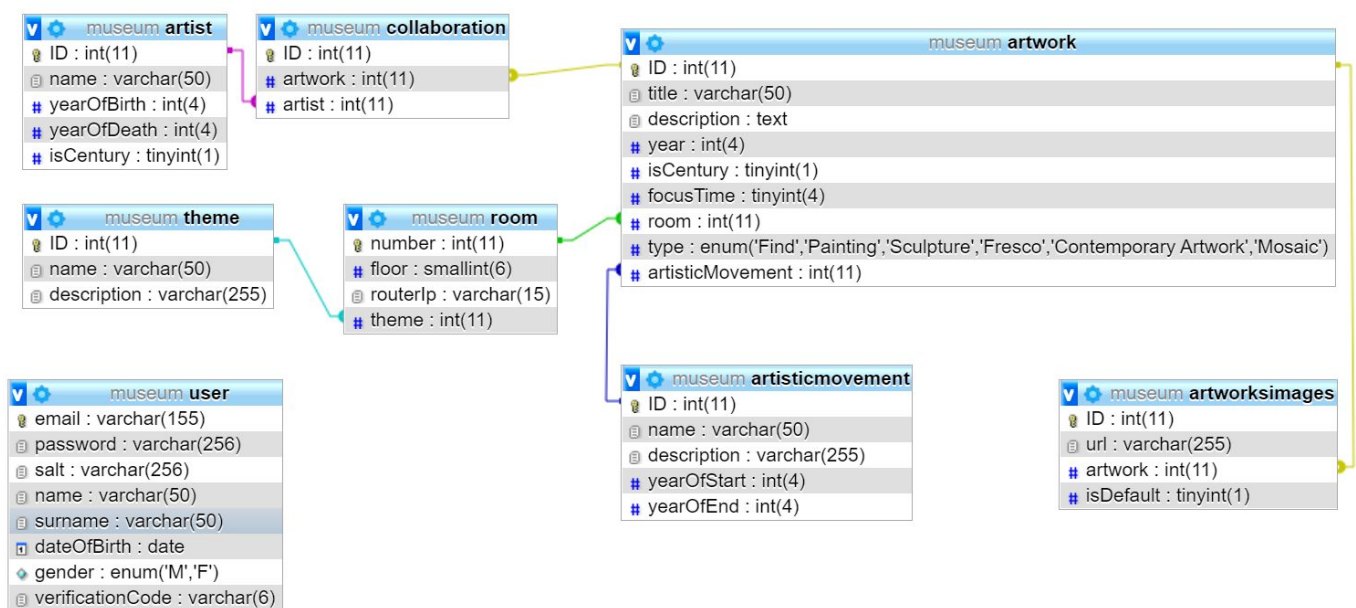 museum artist
ID : int(11)
name : varchar(50)
yearOfBirth : int(4)
yearOfDeath : int(4)
isCentury : tinyint(1)
museum collaboration
ID : int(11)
artwork : int(11)
artist : int(11)
museum artwork
ID : int(11)
title : varchar(50)
description : text
year : int(4)
isCentury : tinyint(1)
focusTime : tinyint(4)
room : int(11)
type : enum('Find','Painting','Sculpture','Fresco','Contemporary Artwork','Mosaic')
artisticMovement : int(11)
museum theme
ID : int(11)
name : varchar(50)
description : varchar(255)
museum room
number : int(11)
floor : smallint(6)
routerIp : varchar(15)
theme : int(11)
museum user
email : varchar(155)
password : varchar(256)
salt : varchar(256)
name : varchar(50)
surname : varchar(50)
dateOfBirth : date
gender : enum('M','F')
verificationCode : varchar(6)
museum artisticmovement
ID : int(11)
name : varchar(50)
description : varchar(255)
yearOfStart : int(4)
yearOfEnd : int(4)
museum artworksimages
ID : int(11)
url : varchar(255)
artwork : int(11)
isDefault : tinyint(1)